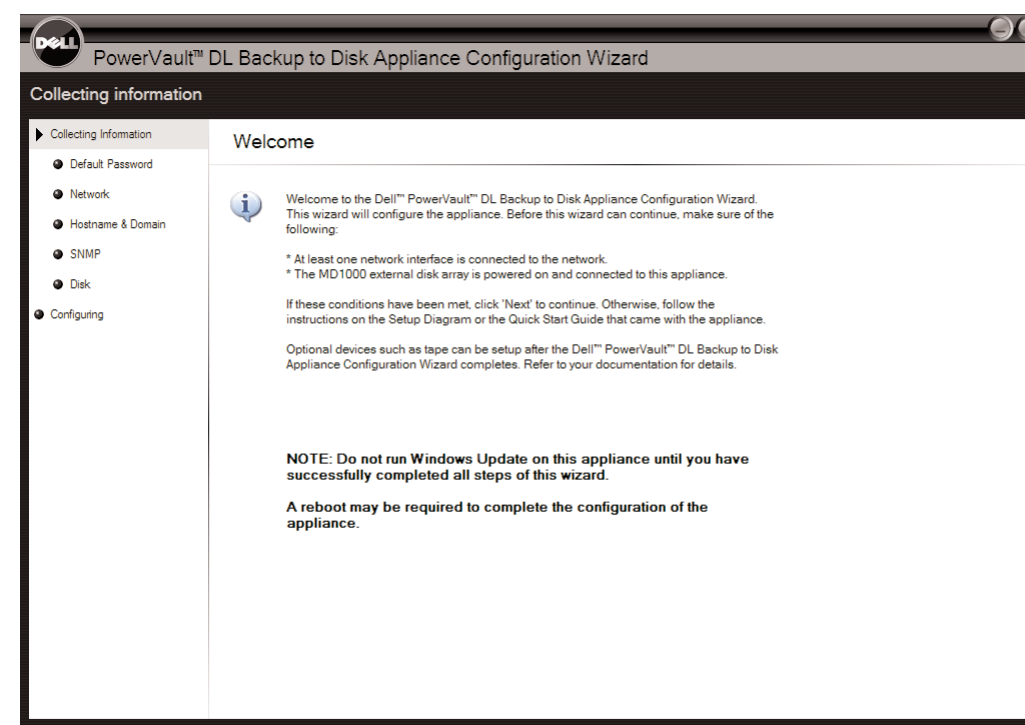 DELL
PowerVault™ DL Backup to Disk Appliance Configuration Wizard
Collecting information
Collecting Information
Default Password
Network
Hostname & Domain
SNMP
Disk
Configuring
Welcome
Welcome to the Dell™ PowerVault™ DL Backup to Disk Appliance Configuration Wizard.
This wizard will configure the appliance. Before this wizard can continue, make sure of the
following:
* At least one network interface is connected to the network.
* The MD1000 external disk array is powered on and connected to this appliance.
If these conditions have been met, click 'Next' to continue. Otherwise, follow the
instructions on the Setup Diagram or the Quick Start Guide that came with the appliance.
Optional devices such as tape can be setup after the Dell™ PowerVault™ DL Backup to Disk
Appliance Configuration Wizard completes. Refer to your documentation for details.
NOTE: Do not run Windows Update on this appliance until you have
successfully completed all steps of this wizard.
A reboot may be required to complete the configuration of the
appliance.